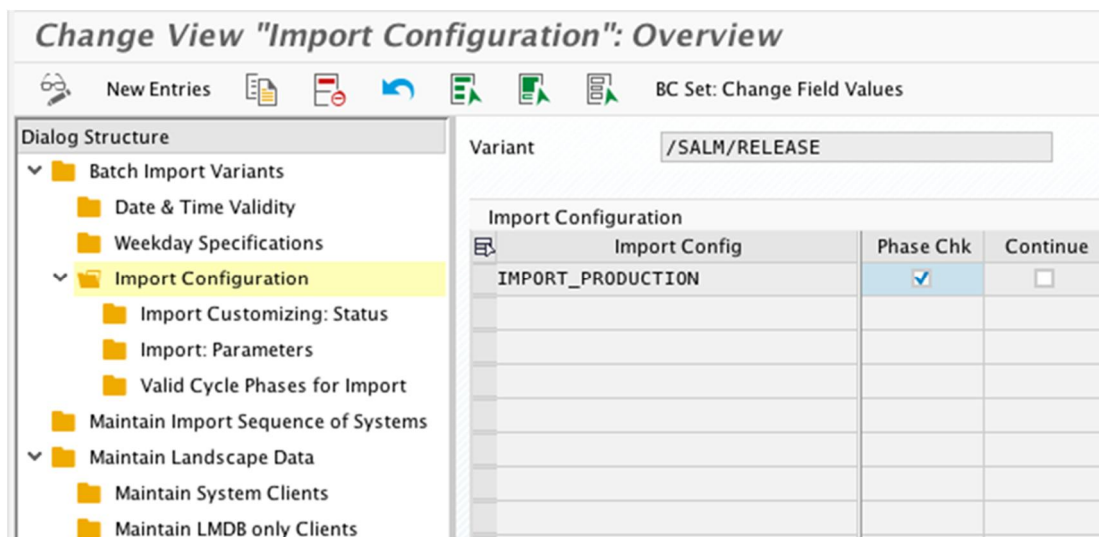 Change View "Import Configuration": Overview
New Entries BC Set: Change Field Values
Dialog Structure
Batch Import Variants
Date & Time Validity
Weekday Specifications
Import Configuration
Import Customizing: Status
Import: Parameters
Valid Cycle Phases for Import
Maintain Import Sequence of Systems
Maintain Landscape Data
Maintain System Clients
Maintain LMDB only Clients
Variant /SALM/RELEASE
Import Configuration
Import Config Phase Chk Continue
IMPORT_PRODUCTION